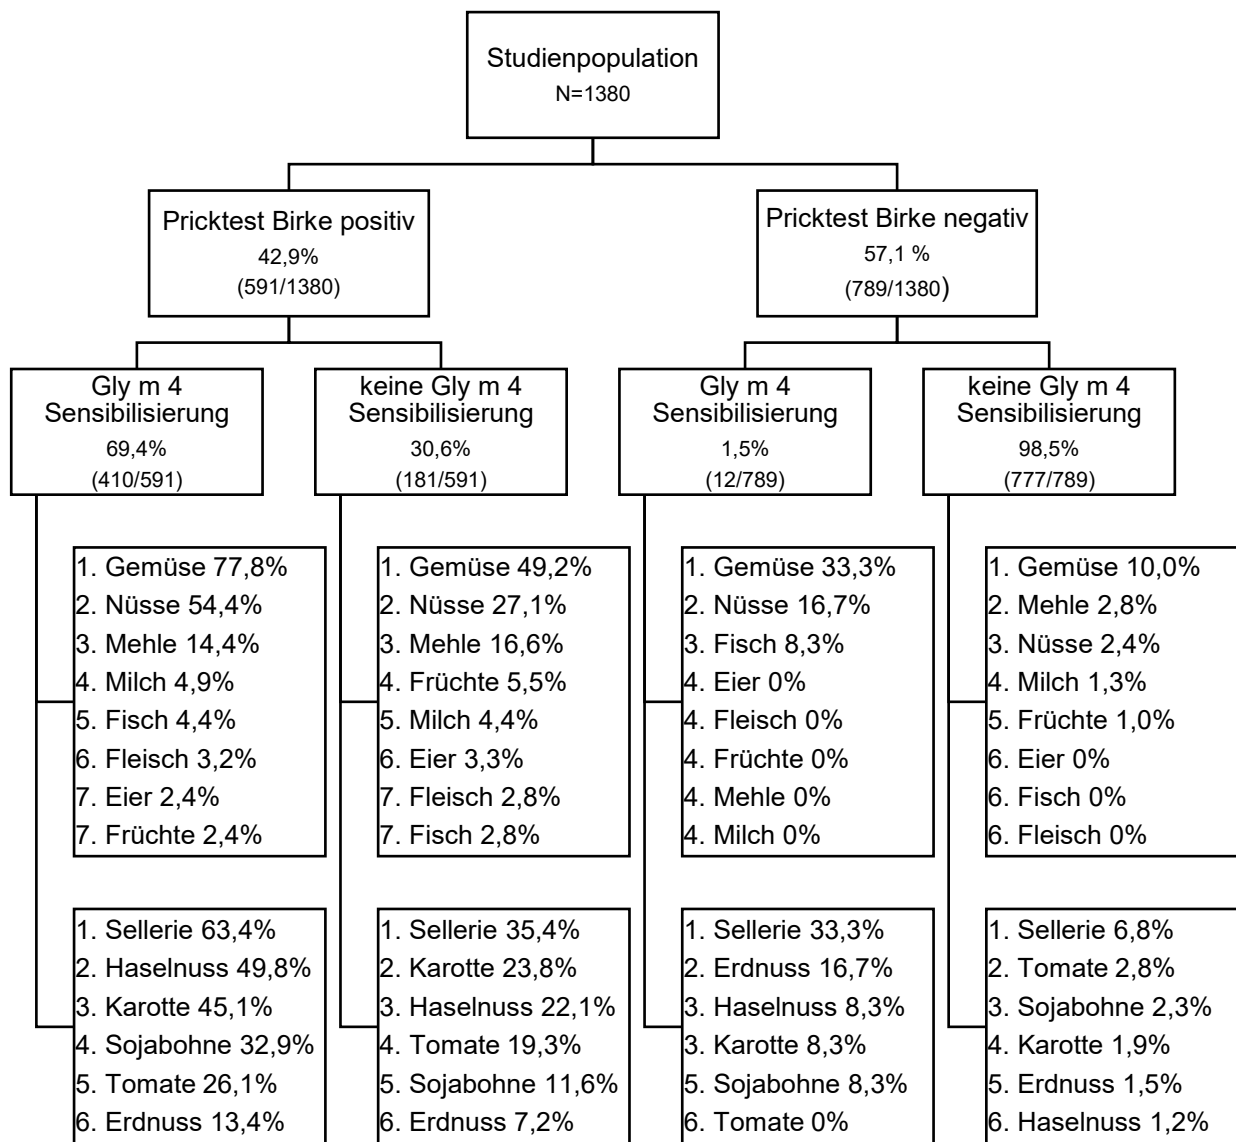 Studienpopulation
N=1380
Pricktest Birke positiv
42,9%
(591/1380)
Pricktest Birke negativ
57,1 %
(789/1380)
Gly m 4
Sensibilisierung
69,4%
(410/591)
keine Gly m 4
Sensibilisierung
30,6%
(181/591)
Gly m 4
Sensibilisierung
1,5%
(12/789)
keine Gly m 4
Sensibilisierung
98,5%
(777/789)
1. Gemüse 77,8%
2. Nüsse 54,4%
3. Mehle 14,4%
4. Milch 4,9%
5. Fisch 4,4%
6. Fleisch 3,2%
7. Eier 2,4%
7. Früchte 2,4%
1. Gemüse 49,2%
2. Nüsse 27,1%
3. Mehle 16,6%
4. Früchte 5,5%
5. Milch 4,4%
6. Eier 3,3%
7. Fleisch 2,8%
7. Fisch 2,8%
1. Gemüse 33,3%
2. Nüsse 16,7%
3. Fisch 8,3%
4. Eier 0%
4. Fleisch 0%
4. Früchte 0%
4. Mehle 0%
4. Milch 0%
1. Gemüse 10,0%
2. Mehle 2,8%
3. Nüsse 2,4%
4. Milch 1,3%
5. Früchte 1,0%
6. Eier 0%
6. Fisch 0%
6. Fleisch 0%
1. Sellerie 63,4%
2. Haselnuss 49,8%
3. Karotte 45,1%
4. Sojabohne 32,9%
5. Tomate 26,1%
6. Erdnuss 13,4%
1. Sellerie 35,4%
2. Karotte 23,8%
3. Haselnuss 22,1%
4. Tomate 19,3%
5. Sojabohne 11,6%
6. Erdnuss 7,2%
1. Sellerie 33,3%
2. Erdnuss 16,7%
3. Haselnuss 8,3%
3. Karotte 8,3%
5. Sojabohne 8,3%
6. Tomate 0%
1. Sellerie 6,8%
2. Tomate 2,8%
3. Sojabohne 2,3%
4. Karotte 1,9%
5. Erdnuss 1,5%
6. Haselnuss 1,2%